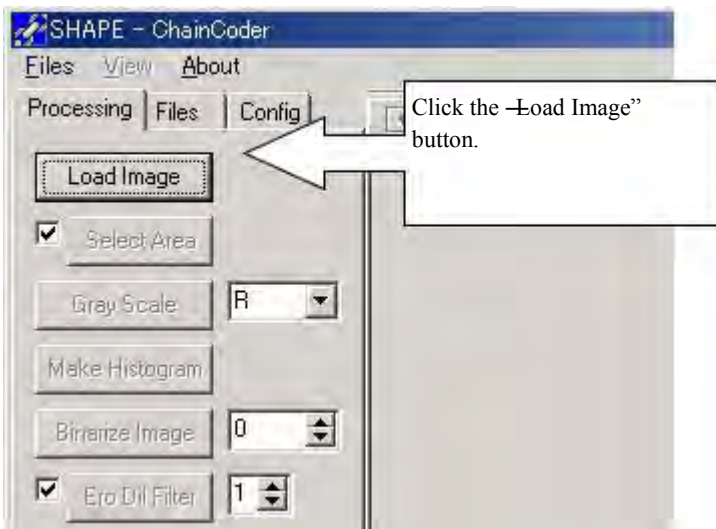 SHAPE - ChainCoder
Files View About
Processing Files Config
Click the ―Load Image”
button.
Load Image
Select Area
Gray Scale R
Make Histogram
Binarize Image 0
Ero Dil Filter 1